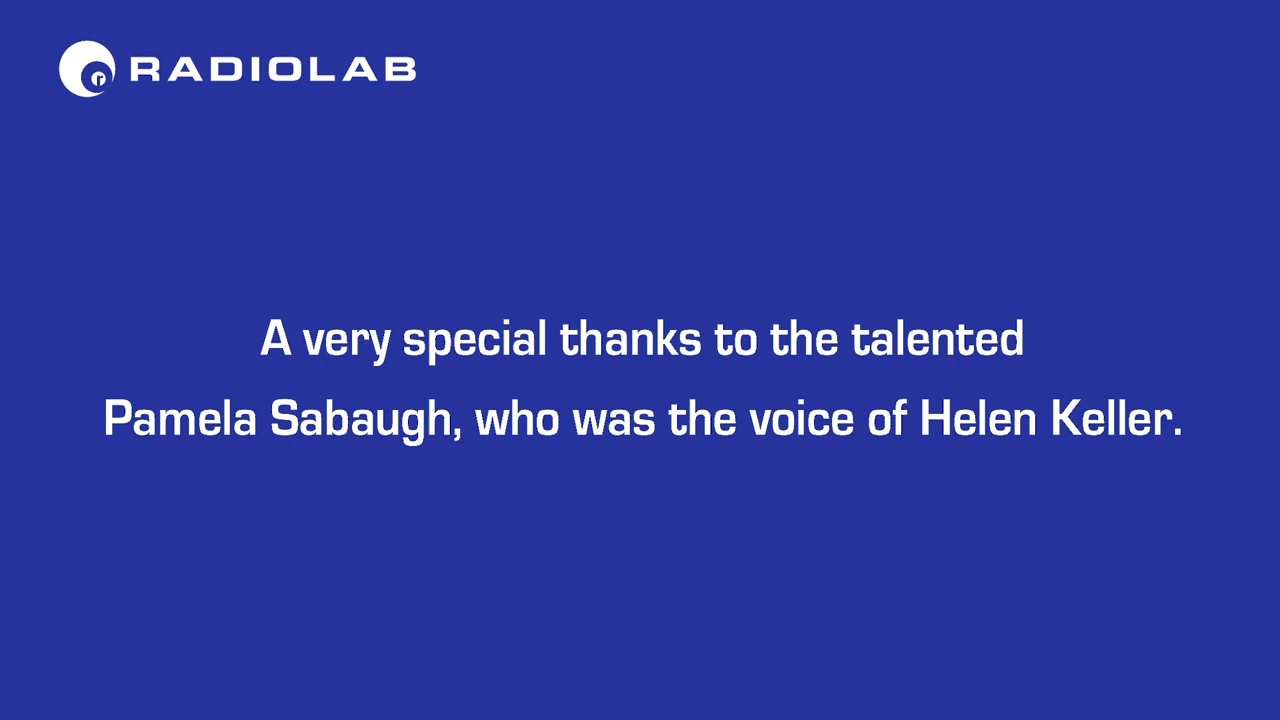 RADIOLAB
A very special thanks to the talented
Pamela Sabaugh, who was the voice of Helen Keller.